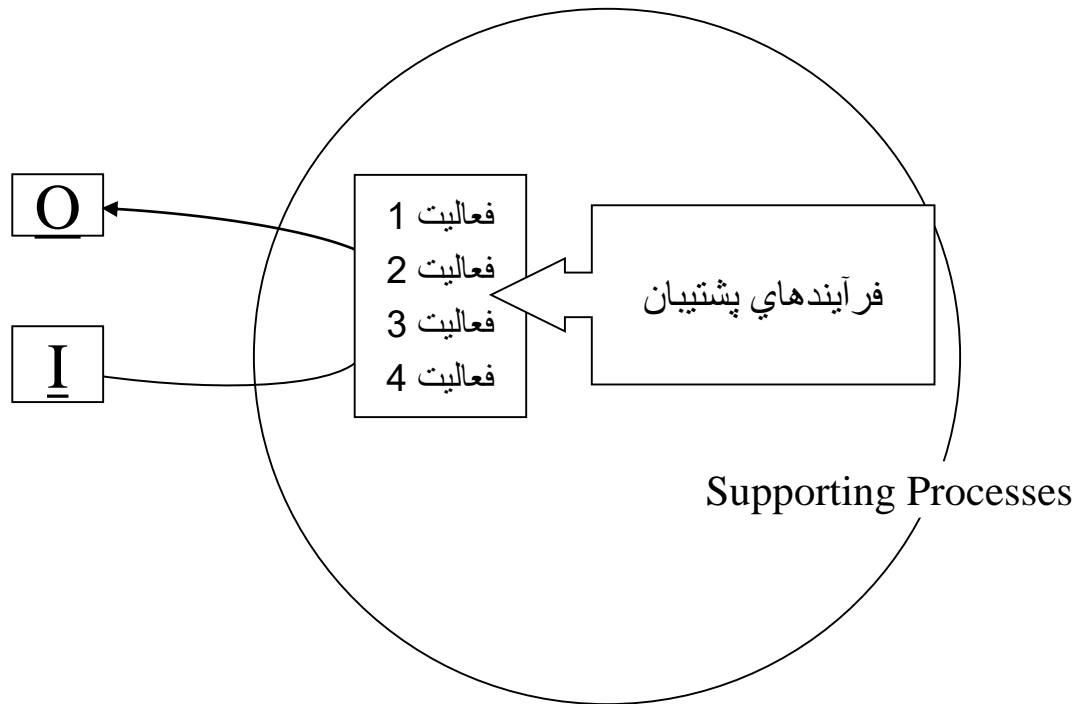 O
I
فعاليت 1
فعاليت 2
فعاليت 3
فعاليت 4
فرآيندهاي پشتيبان
Supporting Processes